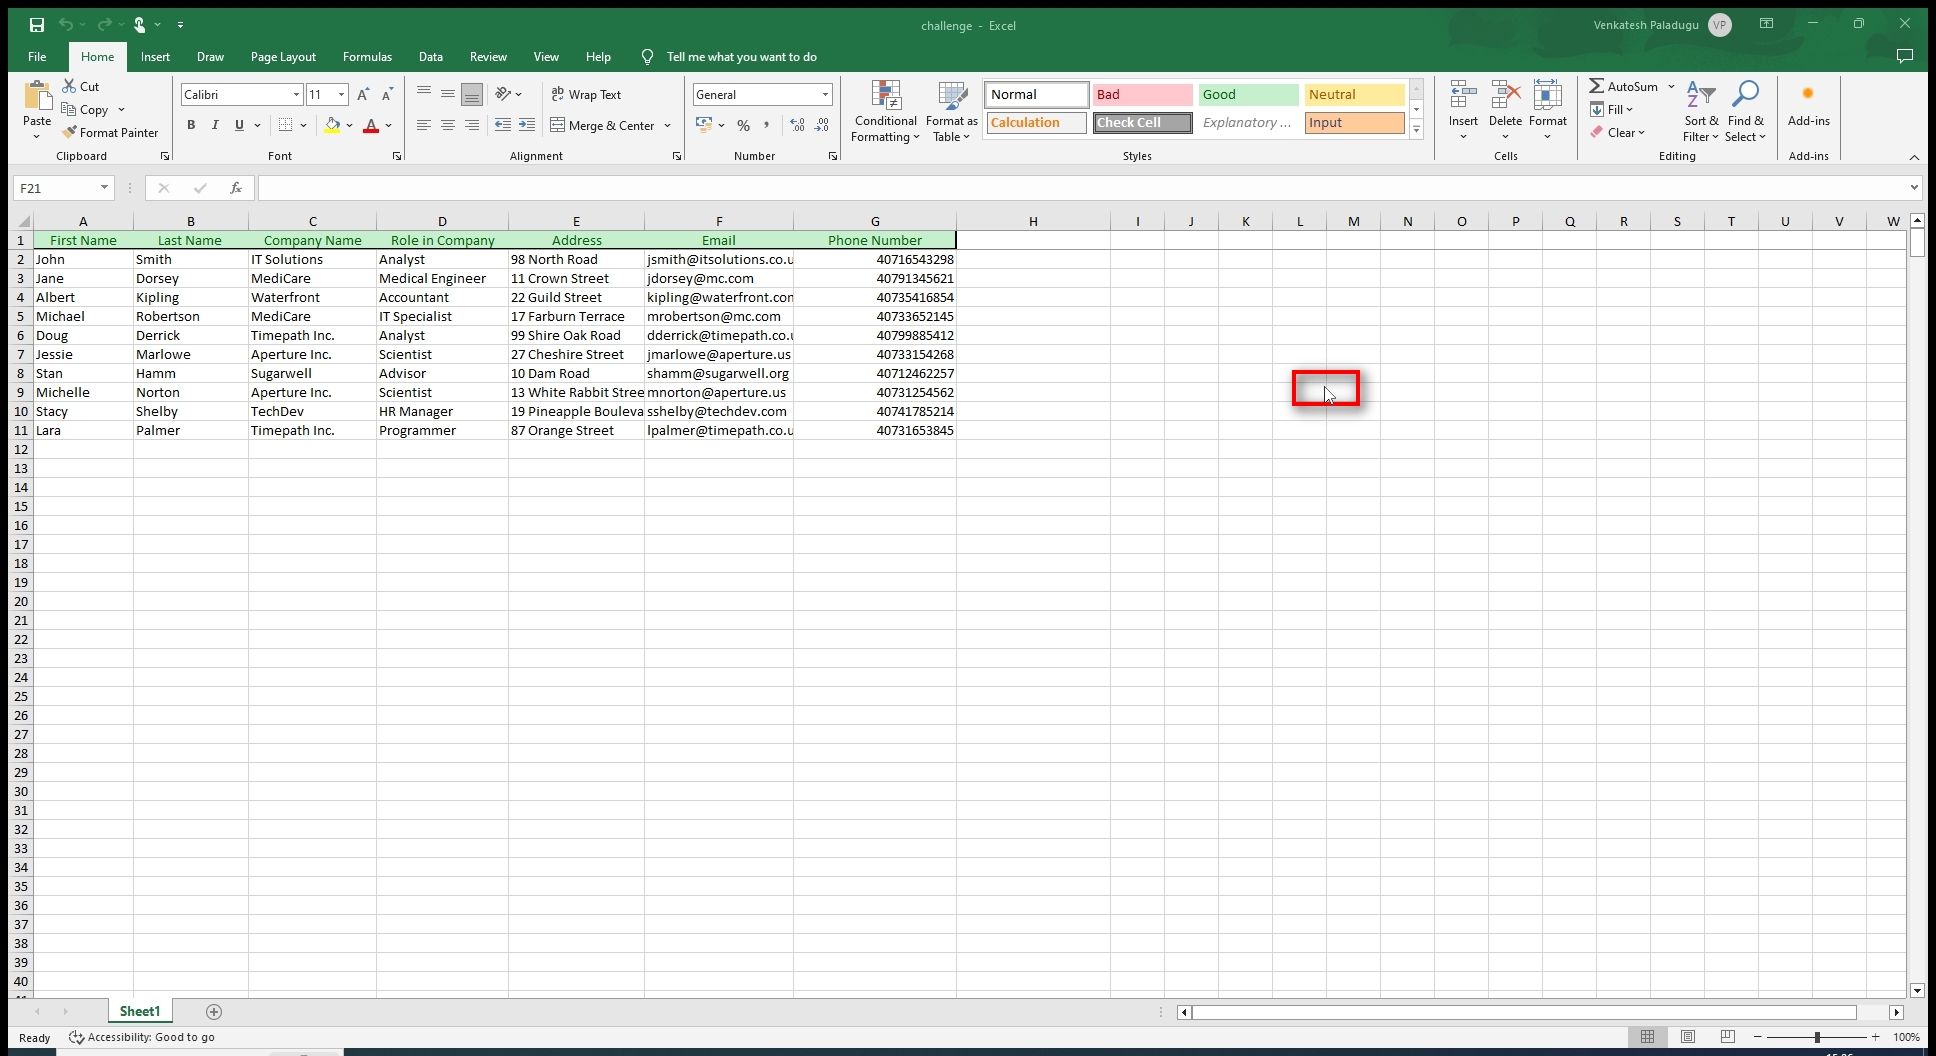 challenge - Excel
Venkatesh Paladugu VP
File Home Insert Draw Page Layout Formulas Data Review View Help Tell me what you want to do
Paste
Cut
Copy
Format Painter
Clipboard
Calibri 11
B I U
Font
Wrap Text
Merge & Center
Alignment
General
Number
Conditional Formatting
Format as Table
Normal Bad Good Neutral
Calculation Check Cell Explanatory ... Input
Styles
Insert Delete Format
Cells
AutoSum
Fill
Clear
Sort & Filter
Find & Select
Editing
Add-ins
Add-ins
F21 fx
A B C D E F G H I J K L M N O P Q R S T U V W
1 First Name Last Name Company Name Role in Company Address Email Phone Number
2 John Smith IT Solutions Analyst 98 North Road jsmith@itsolutions.co.u 40716543298
3 Jane Dorsey MediCare Medical Engineer 11 Crown Street jdorsey@mc.com 40791345621
4 Albert Kipling Waterfront Accountant 22 Guild Street kipling@waterfront.com 40735416854
5 Michael Robertson MediCare IT Specialist 17 Farburn Terrace mrobertson@mc.com 40733652145
6 Doug Derrick Timepath Inc. Analyst 99 Shire Oak Road dderrick@timepath.co.u 40799885412
7 Jessie Marlowe Aperture Inc. Scientist 27 Cheshire Street jmarlowe@aperture.us 40733154268
8 Stan Hamm Sugarwell Advisor 10 Dam Road shamm@sugarwell.org 40712462257
9 Michelle Norton Aperture Inc. Scientist 13 White Rabbit Stree mnorton@aperture.us 40731254562
10 Stacy Shelby TechDev HR Manager 19 Pineapple Bouleva sshelby@techdev.com 40741785214
11 Lara Palmer Timepath Inc. Programmer 87 Orange Street lpalmer@timepath.co.u 40731653845
12
13
14
15
16
17
18
19
20
21
22
23
24
25
26
27
28
29
30
31
32
33
34
35
36
37
38
39
40
Sheet1
Ready Accessibility: Good to go 100%